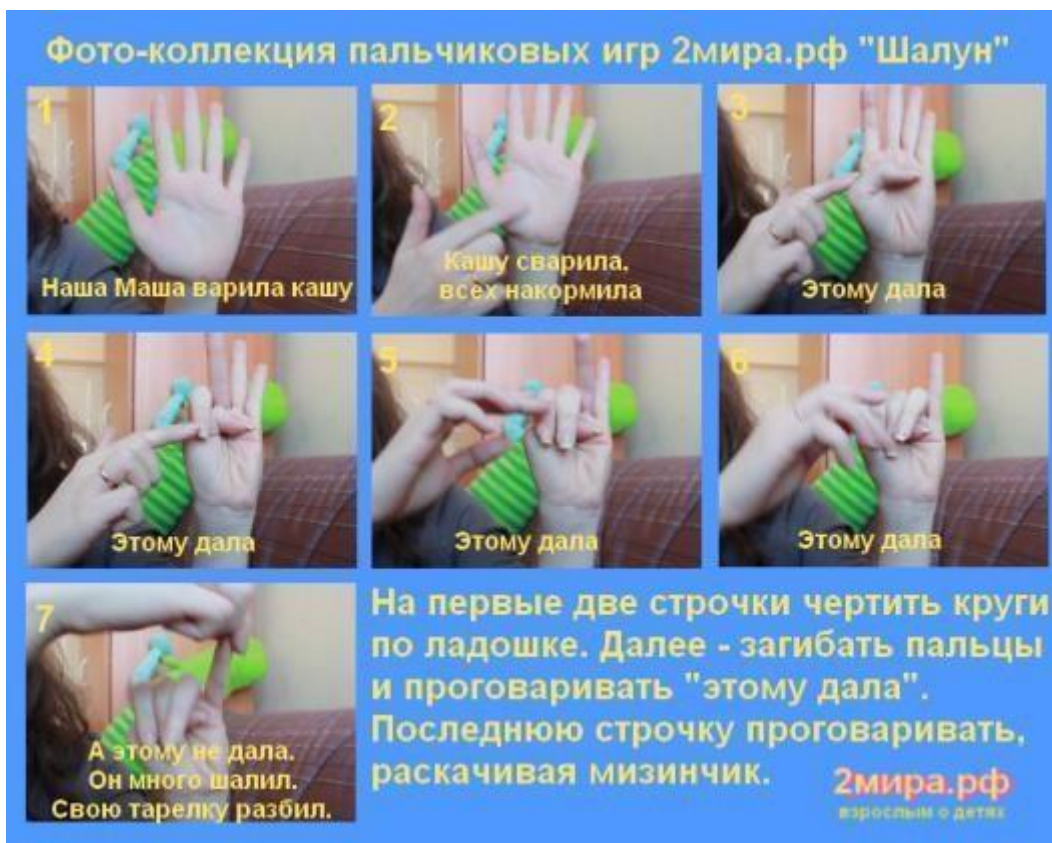 Фото-коллекция пальчиковых игр 2мира.рф "Шалун"
1
Наша Маша варила кашу
2
Кашу сварила.
всех накормила
3
Этому дала
4
Этому дала
5
Этому дала
6
Этому дала
7
А этому не дала.
Он много шалил.
Свою тарелку разбил.
На первые две строчки чертить круги
по ладошке. Далее - загибать пальцы
и проговаривать "этому дала".
Последнюю строчку проговаривать,
раскачивая мизинчик.
2мира.рф
взрослым о детях